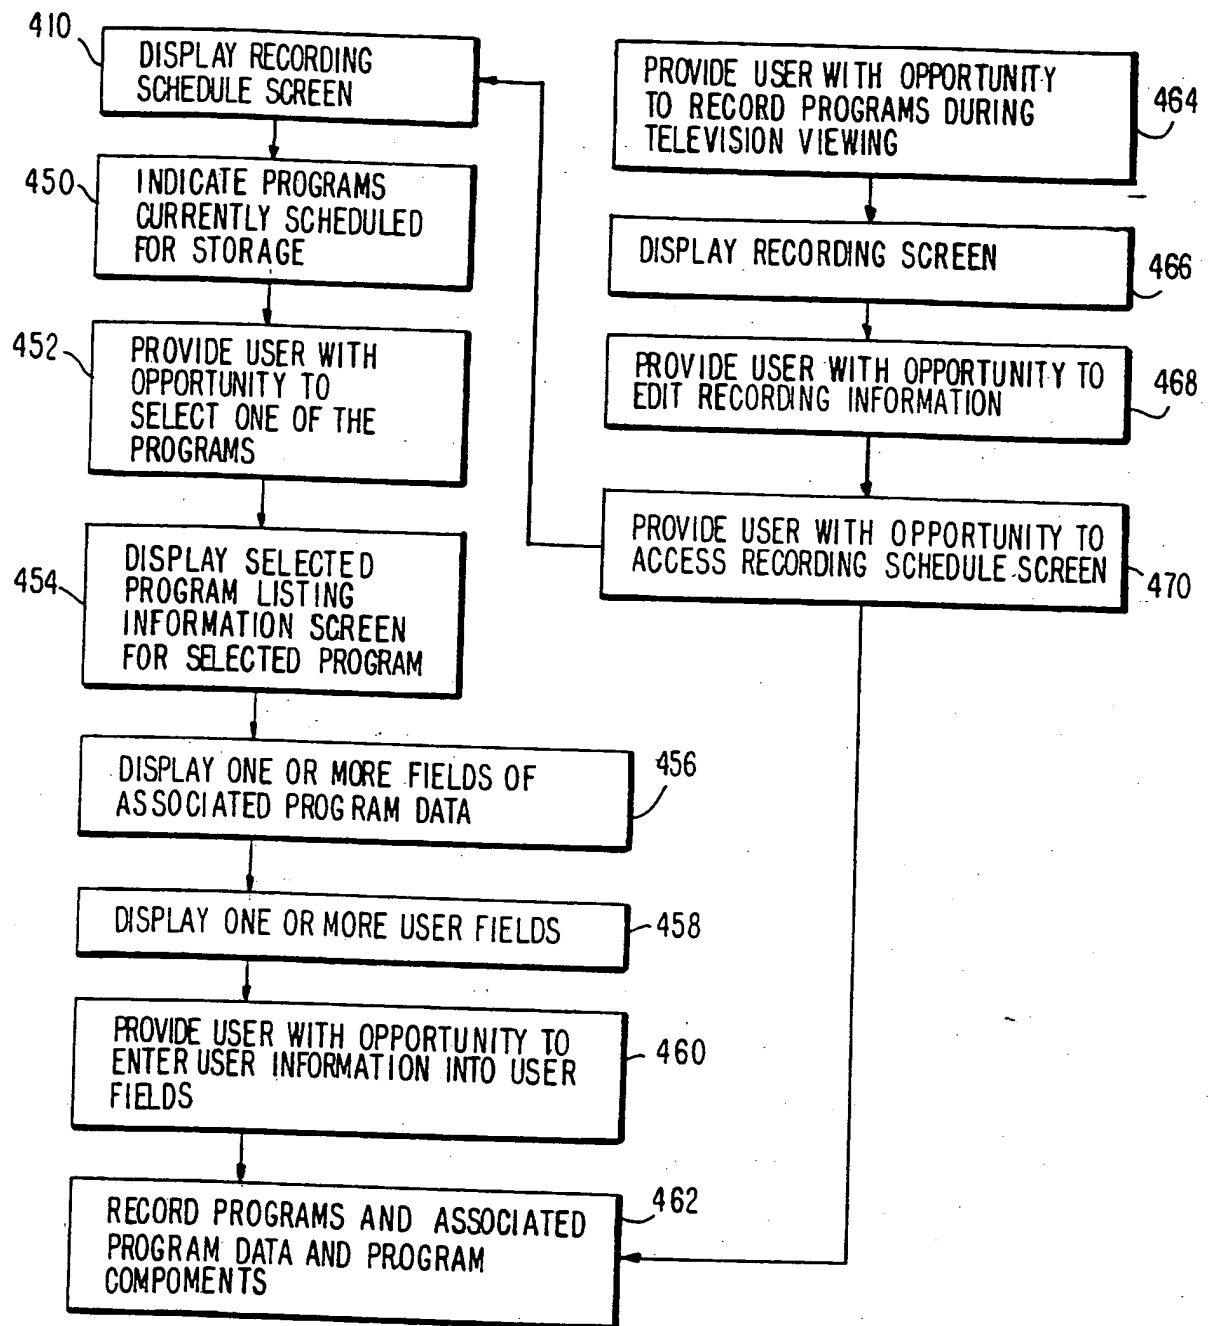 410
DISPLAY RECORDING
SCHEDULE SCREEN
450
INDICATE PROGRAMS
CURRENTLY SCHEDULED
FOR STORAGE
452
PROVIDE USER WITH
OPPORTUNITY TO
SELECT ONE OF THE
PROGRAMS
454
DISPLAY SELECTED
PROGRAM LISTING
INFORMATION SCREEN
FOR SELECTED PROGRAM
DISPLAY ONE OR MORE FIELDS OF
ASSOCIATED PROGRAM DATA
456
DISPLAY ONE OR MORE USER FIELDS
458
PROVIDE USER WITH OPPORTUNITY TO
ENTER USER INFORMATION INTO USER
FIELDS
460
RECORD PROGRAMS AND ASSOCIATED
PROGRAM DATA AND PROGRAM
COMPOMENTS
462
PROVIDE USER WITH OPPORTUNITY
TO RECORD PROGRAMS DURING
TELEVISION VIEWING
464
DISPLAY RECORDING SCREEN
466
PROVIDE USER WITH OPPORTUNITY TO
EDIT RECORDING INFORMATION
468
PROVIDE USER WITH OPPORTUNITY TO
ACCESS RECORDING SCHEDULE SCREEN
470